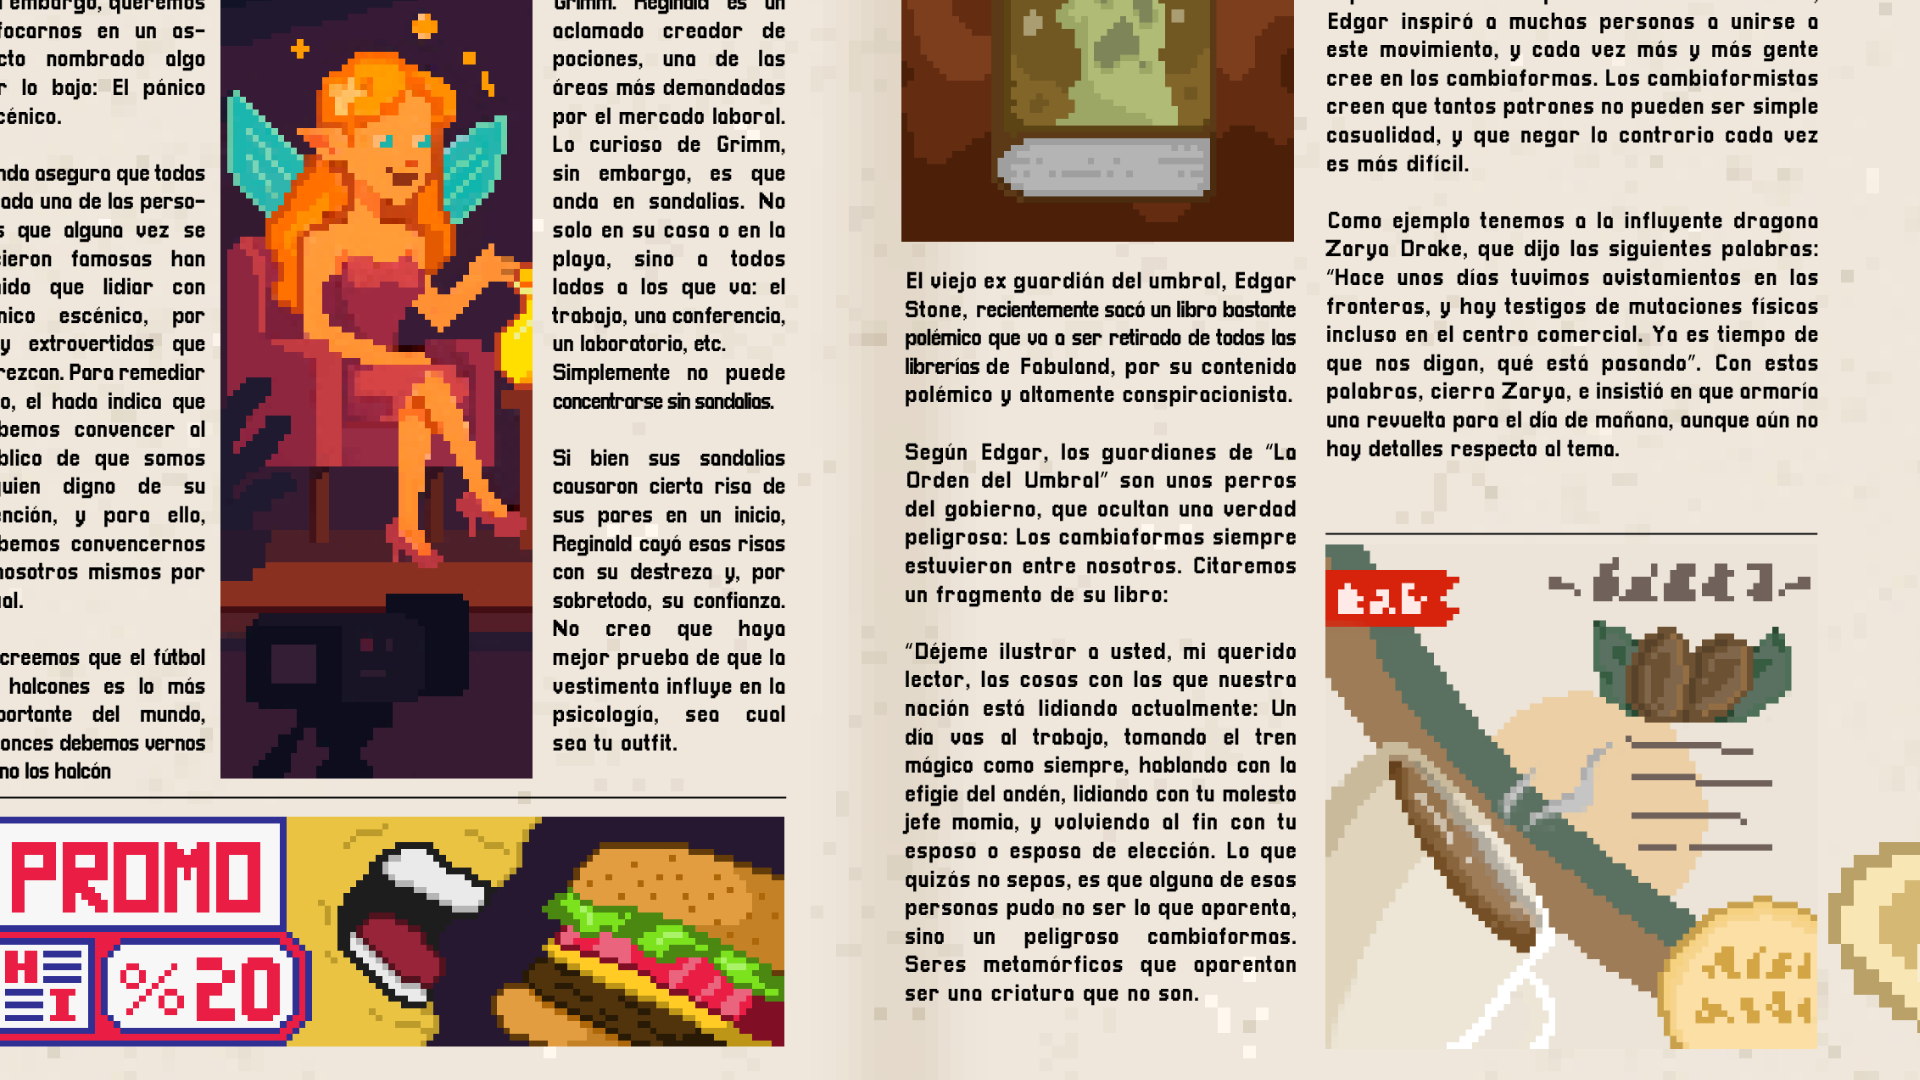 embargo, queremos
focarnos en un as-
cto nombrado algo
r lo bajo: El pánico
cénico.
nda asegura que todas
ada una de las perso-
s que alguna vez se
ieron famosas han
ido que lidiar con
nico escénico, por
y extrovertidas que
rezcan. Para remediar
o, el hada indica que
bemos convencer al
blico de que somos
quien digno de su
ención, y para ello,
bemos convencernos
nosotros mismos por
ual.
creemos que el fútbol
halcones es lo más
portante del mundo,
onces debemos vernos
no los halcón
Grimm. Reginald es un
aclamado creador de
pociones, una de las
áreas más demandadas
por el mercado laboral.
Lo curioso de Grimm,
sin embargo, es que
anda en sandalias. No
solo en su casa o en la
playa, sino a todos
lados a los que va: el
trabajo, una conferencia,
un laboratorio, etc.
Simplemente no puede
concentrarse sin sandalias.
Si bien sus sandalias
causaron cierta risa de
sus pares en un inicio,
Reginald cayó esas risas
con su destreza y, por
sobretodo, su confianza.
No creo que haya
mejor prueba de que la
vestimenta influye en la
psicología, sea cual
sea tu outfit.
PROMO
HI
%20
El viejo ex guardián del umbral, Edgar
Stone, recientemente sacó un libro bastante
polémico que va a ser retirado de todas las
librerías de Fabuland, por su contenido
polémico y altamente conspiracionista.
Según Edgar, los guardianes de “La
Orden del Umbral” son unos perros
del gobierno, que ocultan una verdad
peligrosa: Los cambiaformas siempre
estuvieron entre nosotros. Citaremos
un fragmento de su libro:
“Déjeme ilustrar a usted, mi querido
lector, las cosas con las que nuestra
nación está lidiando actualmente: Un
día vas al trabajo, tomando el tren
mágico como siempre, hablando con la
efigie del andén, lidiando con tu molesto
jefe momia, y volviendo al fin con tu
esposo o esposa de elección. Lo que
quizás no sepas, es que alguna de esas
personas pudo no ser lo que aparenta,
sino un peligroso cambiaformas.
Seres metamórficos que aparentan
ser una criatura que no son.
Edgar inspiró a muchas personas a unirse a
este movimiento, y cada vez más y más gente
cree en los cambiaformas. Los cambiaformistas
creen que tantos patrones no pueden ser simple
casualidad, y que negar lo contrario cada vez
es más difícil.
Como ejemplo tenemos a la influyente dragona
Zarya Drake, que dijo las siguientes palabras:
“Hace unos días tuvimos avistamientos en las
fronteras, y hay testigos de mutaciones físicas
incluso en el centro comercial. Ya es tiempo de
que nos digan, qué está pasando”. Con estas
palabras, cierra Zarya, e insistió en que armaría
una revuelta para el día de mañana, aunque aún no
hay detalles respecto al tema.